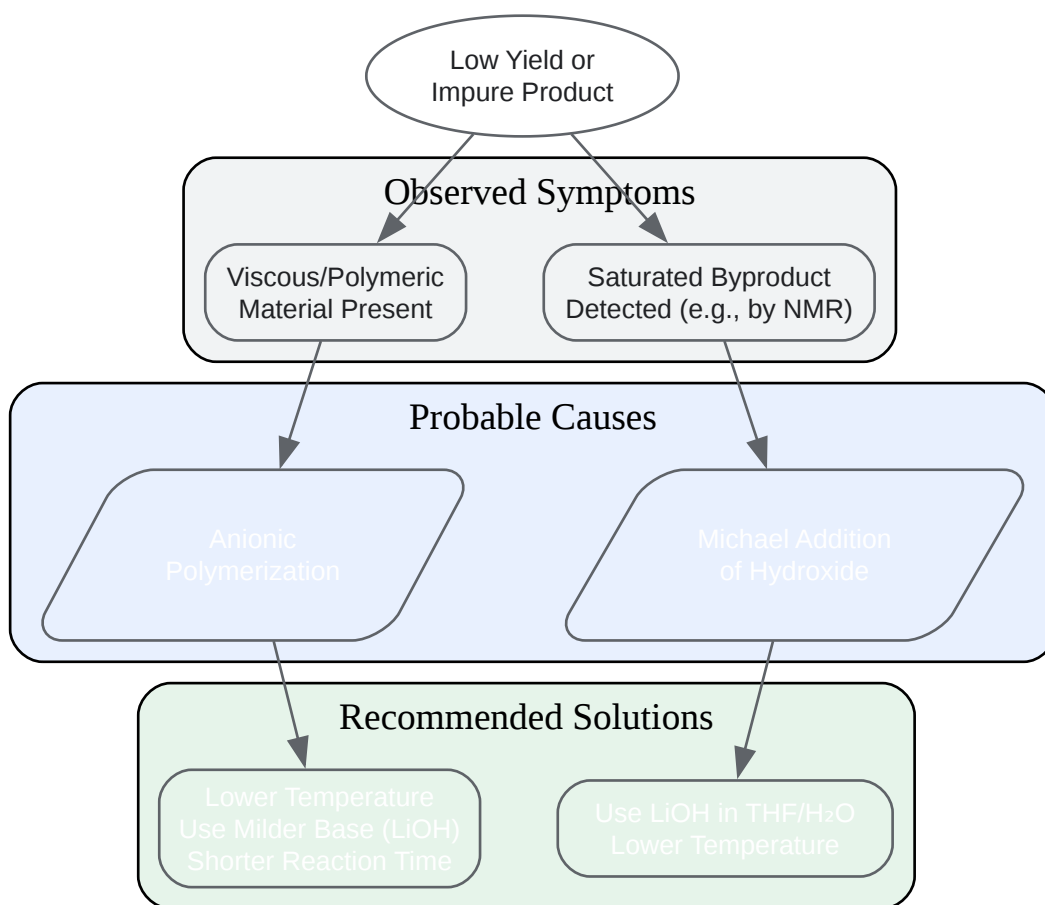 Low Yield or
Impure Product
Observed Symptoms
Viscous/Polymeric
Material Present
Saturated Byproduct
Detected (e.g., by NMR)
Probable Causes
Anionic
Polymerization
Michael Addition
of Hydroxide
Recommended Solutions
Lower Temperature
Use Milder Base (LiOH)
Shorter Reaction Time
Use LiOH in THF/H₂O
Lower Temperature